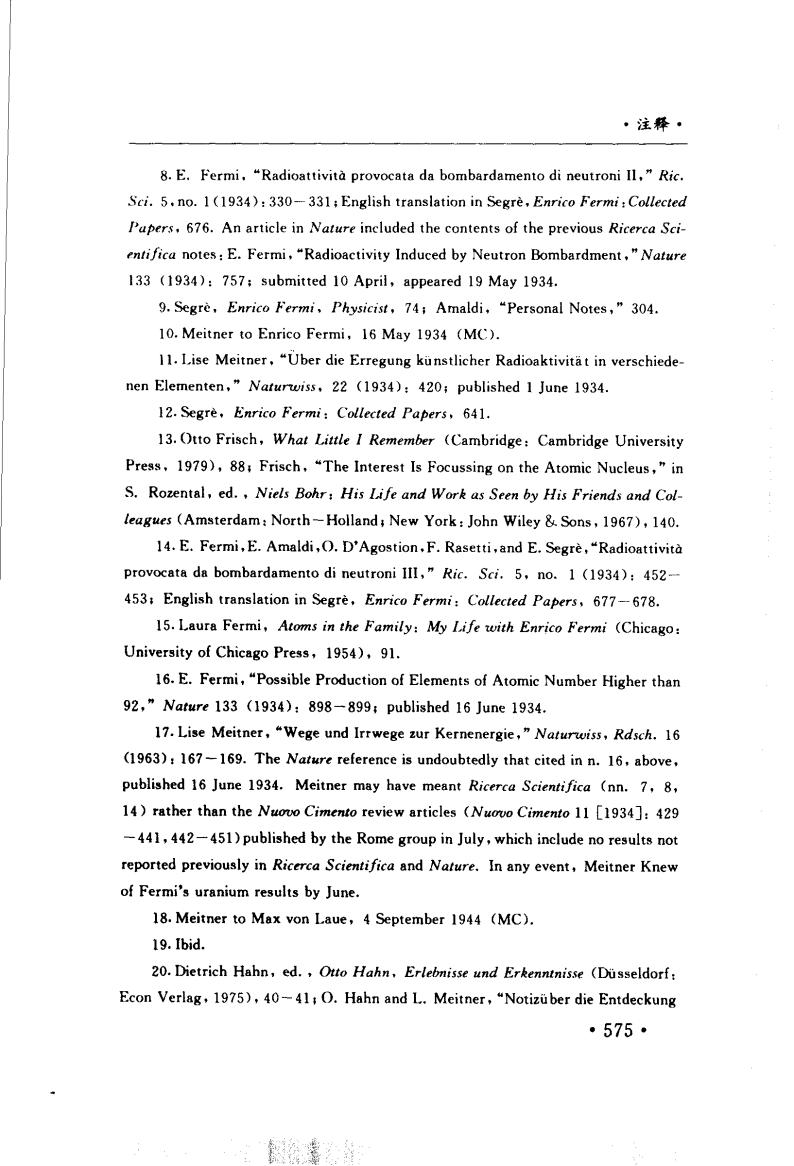 ·注释·
8. E. Fermi, “Radioattività provocata da bombardamento di neutroni II,” Ric.
Sci. 5, no. 1(1934): 330—331; English translation in Segrè, Enrico Fermi: Collected
Papers, 676. An article in Nature included the contents of the previous Ricerca Sci-
entifica notes: E. Fermi, “Radioactivity Induced by Neutron Bombardment,” Nature
133 (1934): 757; submitted 10 April, appeared 19 May 1934.
9. Segrè, Enrico Fermi, Physicist, 74; Amaldi, “Personal Notes,” 304.
10. Meitner to Enrico Fermi, 16 May 1934 (MC).
11. Lise Meitner, “Über die Erregung künstlicher Radioaktivität in verschiede-
nen Elementen,” Naturwiss, 22 (1934): 420; published 1 June 1934.
12. Segrè, Enrico Fermi: Collected Papers, 641.
13. Otto Frisch, What Little I Remember (Cambridge: Cambridge University
Press, 1979), 88; Frisch, “The Interest Is Focussing on the Atomic Nucleus,” in
S. Rozental, ed., Niels Bohr: His Life and Work as Seen by His Friends and Col-
leagues (Amsterdam: North—Holland; New York: John Wiley & Sons, 1967), 140.
14. E. Fermi, E. Amaldi, O. D'Agostion, F. Rasetti, and E. Segrè, “Radioattività
provocata da bombardamento di neutroni III,” Ric. Sci. 5, no. 1 (1934): 452—
453; English translation in Segrè, Enrico Fermi: Collected Papers, 677—678.
15. Laura Fermi, Atoms in the Family: My Life with Enrico Fermi (Chicago:
University of Chicago Press, 1954), 91.
16. E. Fermi, “Possible Production of Elements of Atomic Number Higher than
92,” Nature 133 (1934): 898—899; published 16 June 1934.
17. Lise Meitner, “Wege und Irrwege zur Kernenergie,” Naturwiss, Rdsch. 16
(1963): 167—169. The Nature reference is undoubtedly that cited in n. 16, above,
published 16 June 1934. Meitner may have meant Ricerca Scientifica (nn. 7, 8,
14) rather than the Nuovo Cimento review articles (Nuovo Cimento 11 [1934]: 429
—441, 442—451) published by the Rome group in July, which include no results not
reported previously in Ricerca Scientifica and Nature. In any event, Meitner Knew
of Fermi's uranium results by June.
18. Meitner to Max von Laue, 4 September 1944 (MC).
19. Ibid.
20. Dietrich Hahn, ed., Otto Hahn, Erlebnisse und Erkenntnisse (Düsseldorf:
Econ Verlag, 1975), 40—41; O. Hahn and L. Meitner, “Notizüber die Entdeckung
·575·